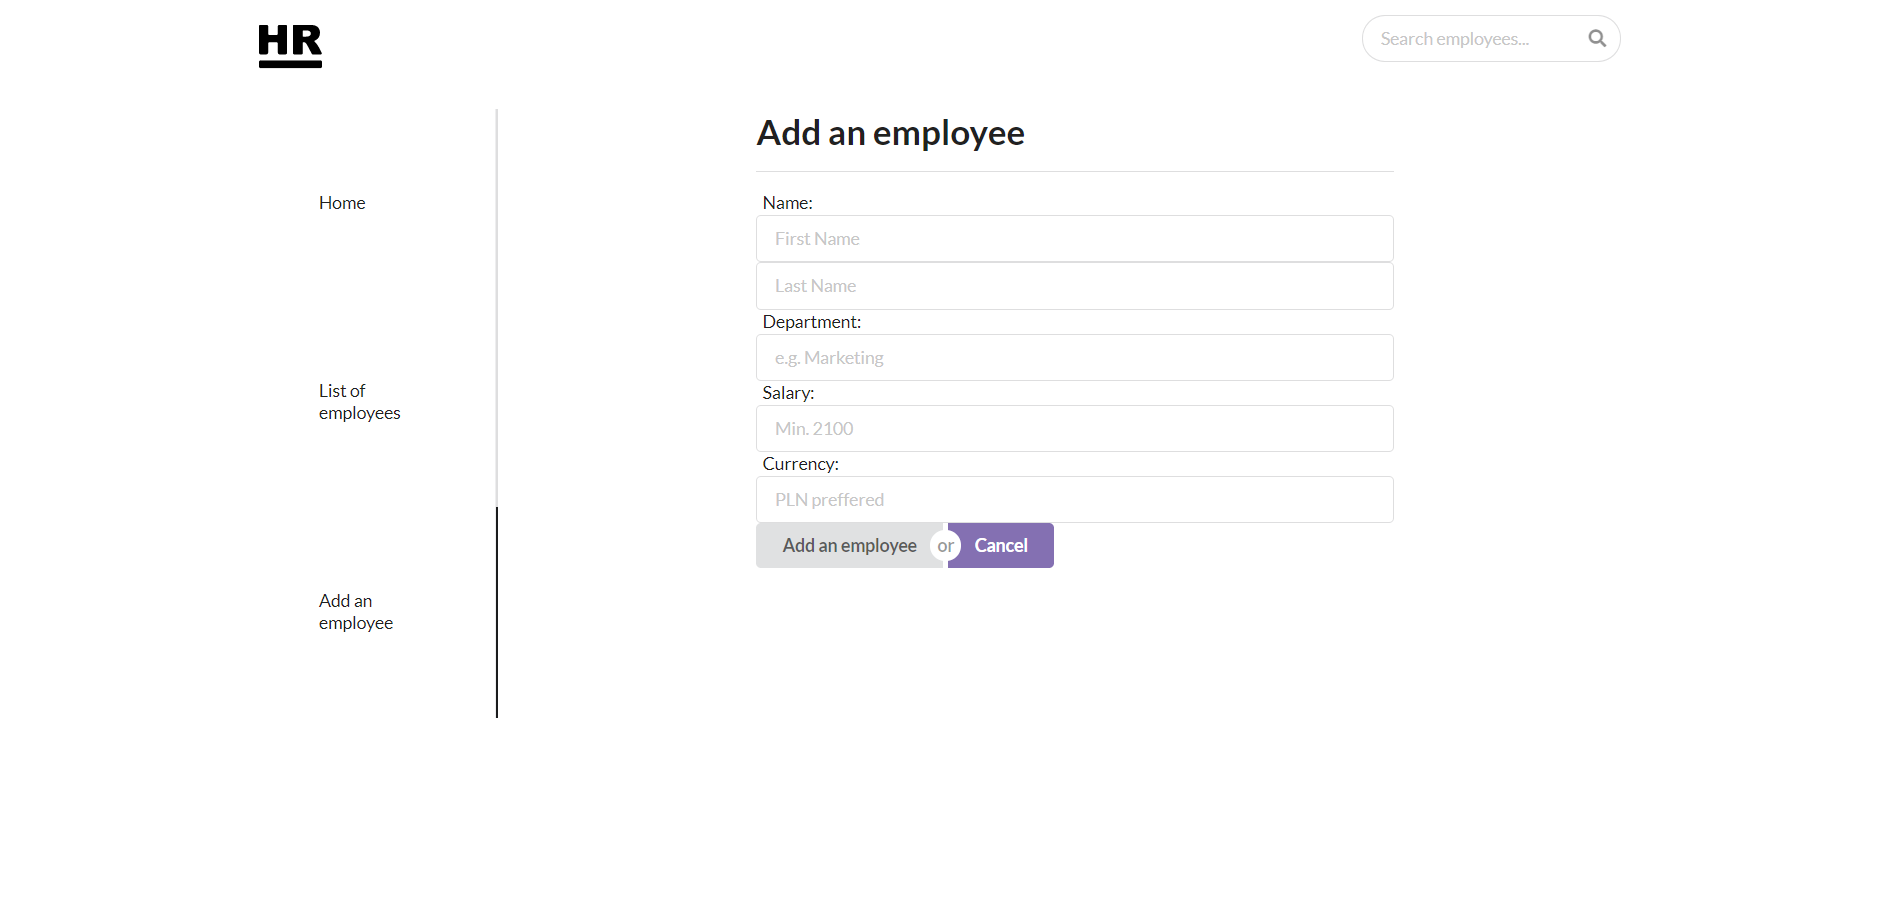 HR
Search employees...
Home
List of
employees
Add an
employee
Add an employee
Name:
First Name
Last Name
Department:
e.g. Marketing
Salary:
Min. 2100
Currency:
PLN preffered
Add an employee or Cancel